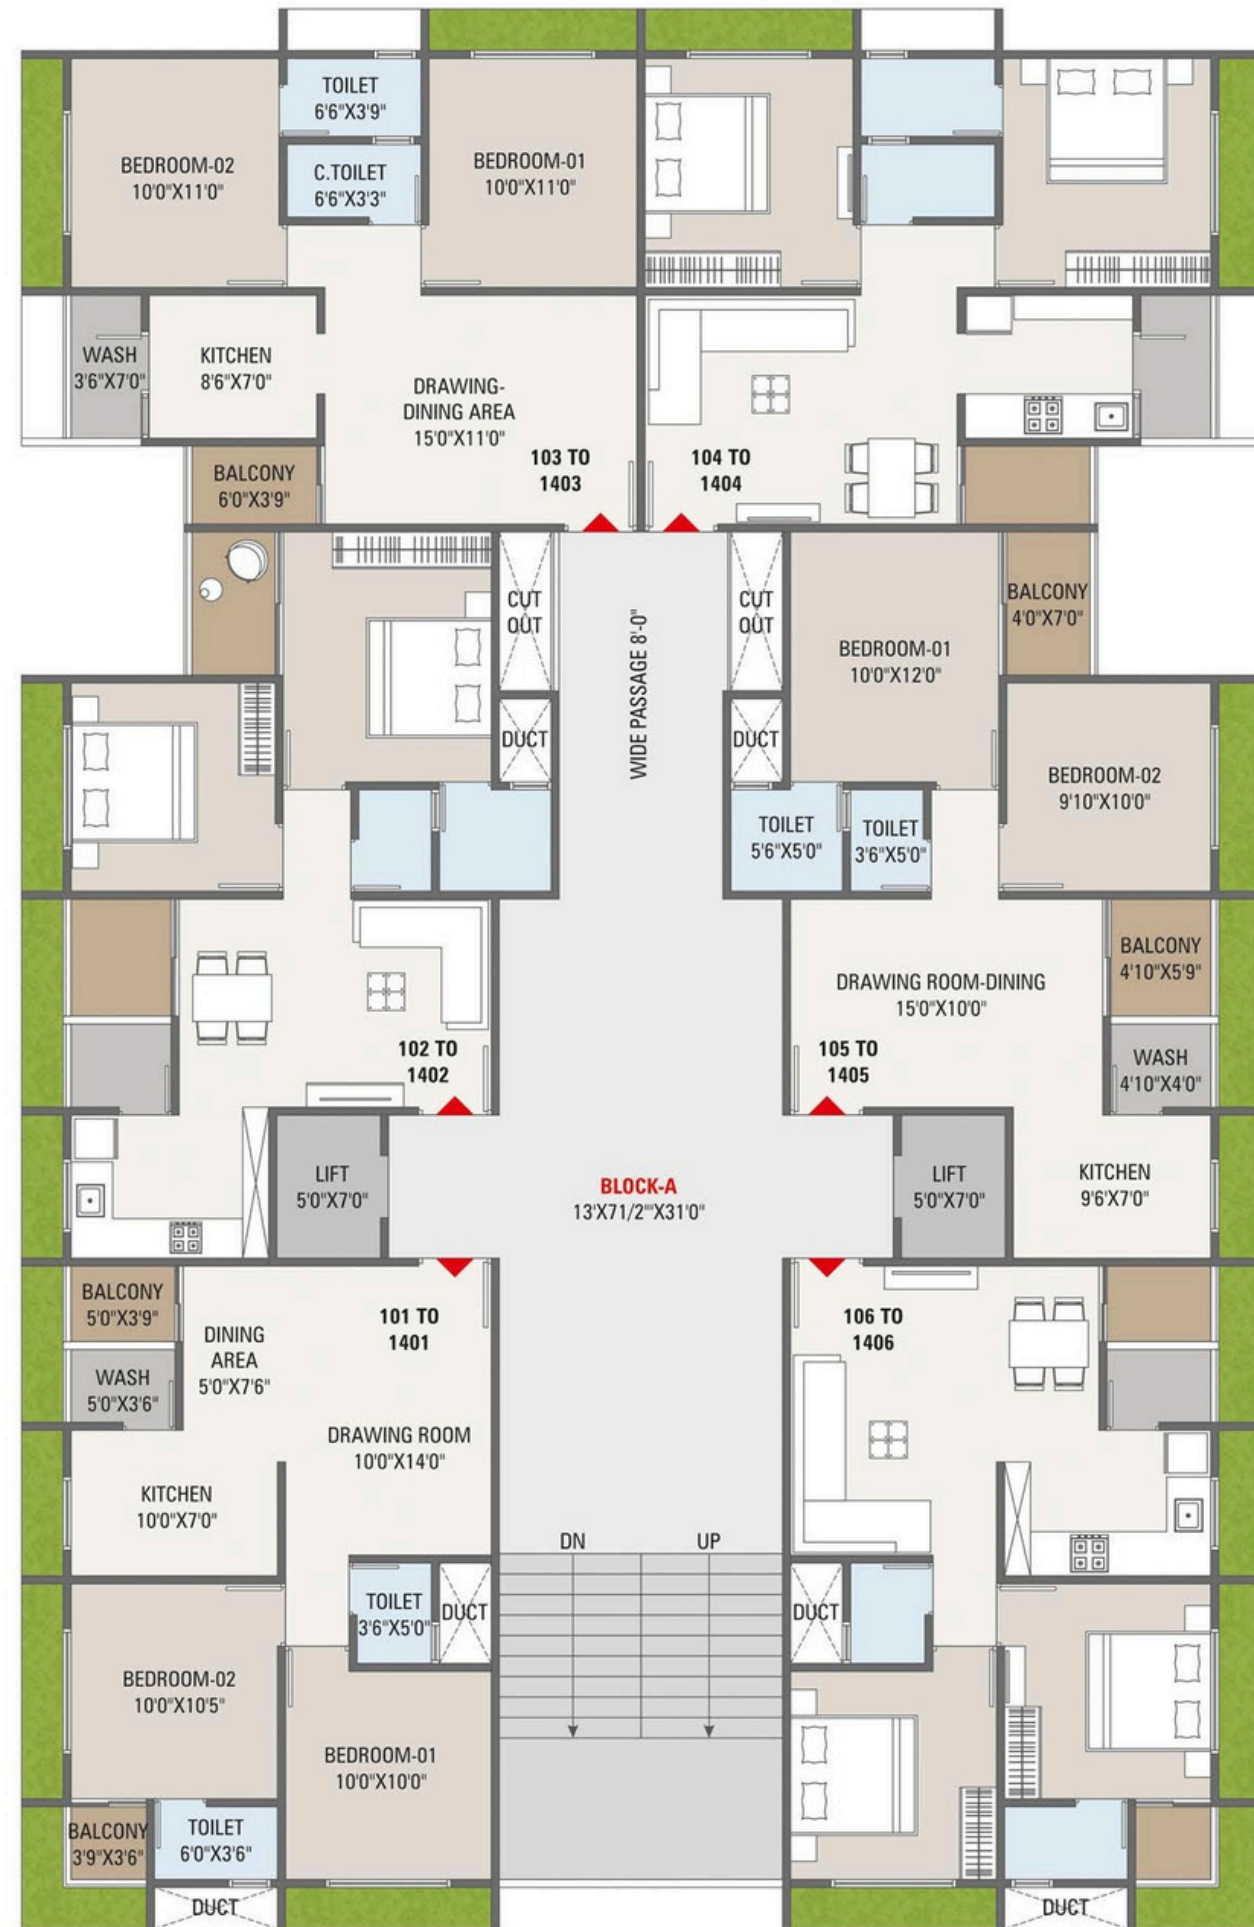 TOILET
6'6"X3'9"
BEDROOM-02
10'0"X11'0"
C.TOILET
6'6"X3'3"
BEDROOM-01
10'0"X11'0"
WASH
3'6"X7'0"
KITCHEN
8'6"X7'0"
DRAWING-
DINING AREA
15'0"X11'0"
BALCONY
6'0"X3'9"
103 TO
1403
104 TO
1404
CUT
OUT
WIDE PASSAGE 8'-0"
CUT
OUT
BALCONY
4'0"X7'0"
BEDROOM-01
10'0"X12'0"
DUCT
DUCT
BEDROOM-02
9'10"X10'0"
TOILET
5'6"X5'0"
TOILET
3'6"X5'0"
BALCONY
4'10"X5'9"
DRAWING ROOM-DINING
15'0"X10'0"
102 TO
1402
105 TO
1405
WASH
4'10"X4'0"
LIFT
5'0"X7'0"
BLOCK-A
13'X71/2"'X31'0"
LIFT
5'0"X7'0"
KITCHEN
9'6'X7'0"
BALCONY
5'0"X3'9"
DINING
AREA
5'0"X7'6"
101 TO
1401
106 TO
1406
WASH
5'0"X3'6"
DRAWING ROOM
10'0"X14'0"
KITCHEN
10'0"X7'0"
DN
UP
TOILET
3'6"X5'0"
DUCT
DUCT
BEDROOM-02
10'0"X10'5"
BEDROOM-01
10'0"X10'0"
BALCONY
3'9"X3'6"
TOILET
6'0"X3'6"
DUCT
DUCT